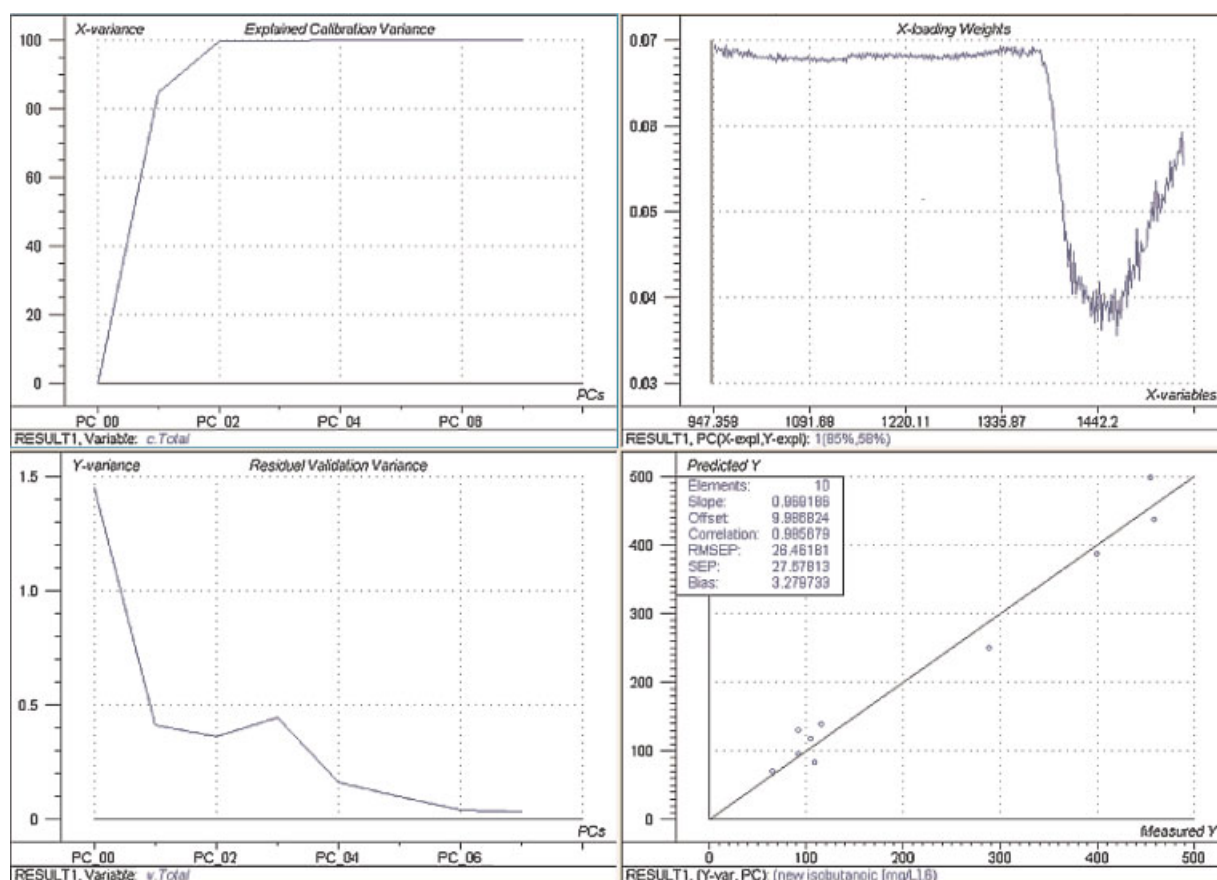 X-variance
Explained Calibration Variance
100
80
60
40
20
0
PCs
PC_00 PC_02 PC_04 PC_08
RESULT1, Variable: c.Total
X-loading Weights
0.07
0.06
0.05
0.04
0.03
X-variables
947.359 1091.68 1220.11 1335.97 1442.2
RESULT1, PC(X-expl,Y-expl): 1(85%,58%)
Y-variance
Residual Validation Variance
1.5
1.0
0.5
0
PCs
PC_00 PC_02 PC_04 PC_06
RESULT1, Variable: v.Total
Predicted Y
Elements: 10
Slope: 0.969186
Offset: 9.986824
Correlation: 0.985679
RMSEP: 26.46181
SEP: 27.67813
Bias: 3.279733
500
400
300
200
100
0
Measured Y
0 100 200 300 400 500
RESULT1, (Y-var, PC): (new isobutanoic [mg/L],6)